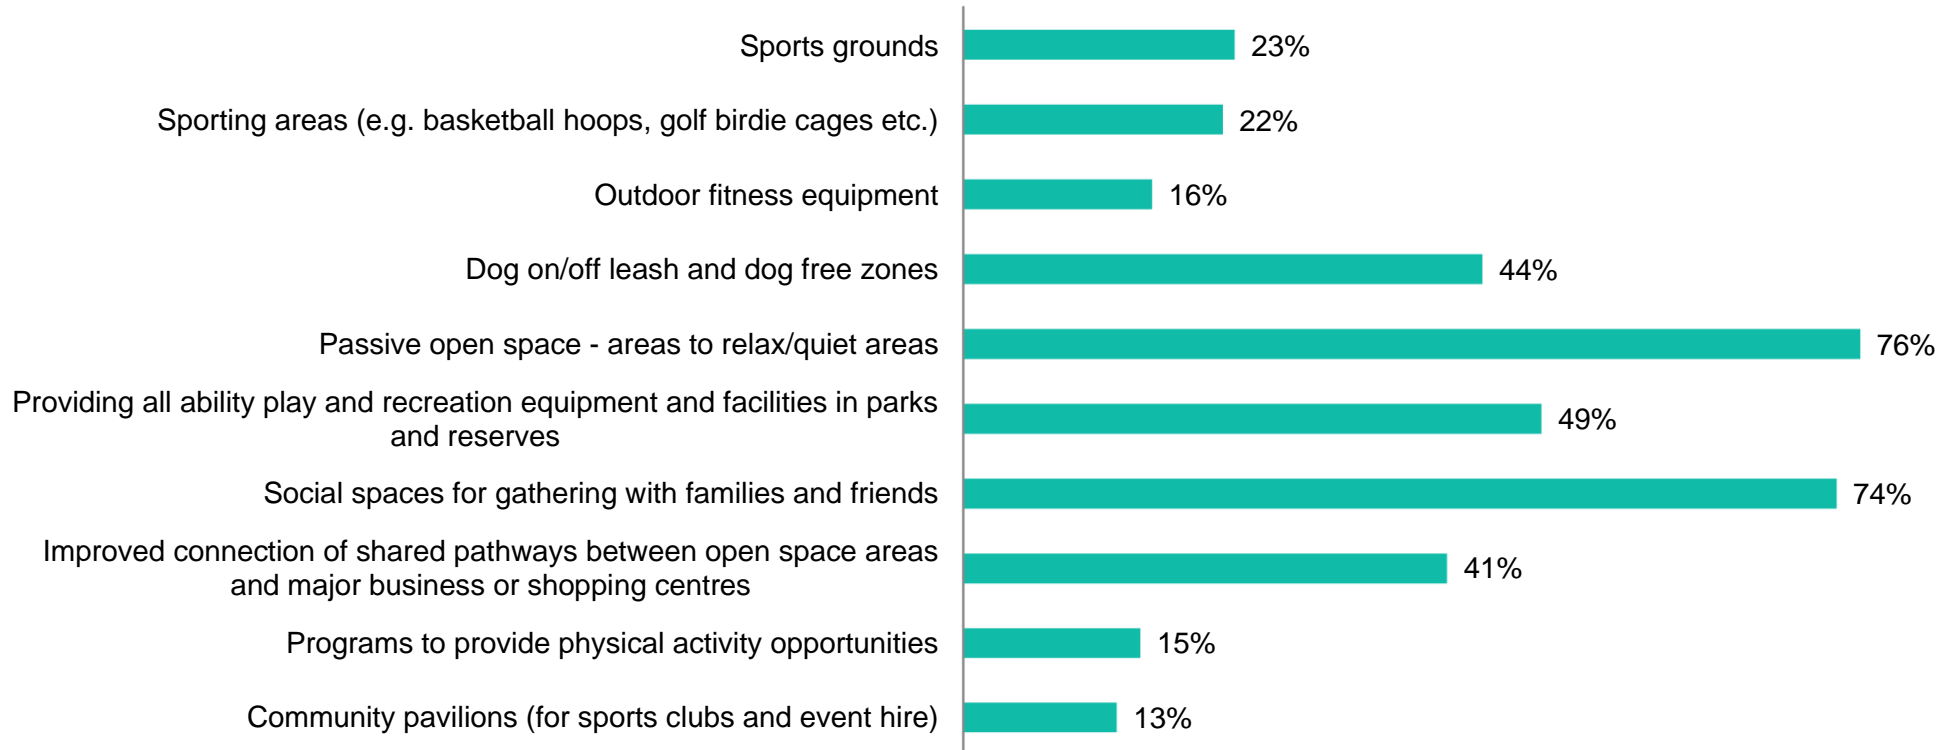 Sports grounds 23%
Sporting areas (e.g. basketball hoops, golf birdie cages etc.) 22%
Outdoor fitness equipment 16%
Dog on/off leash and dog free zones 44%
Passive open space - areas to relax/quiet areas 76%
Providing all ability play and recreation equipment and facilities in parks
and reserves 49%
Social spaces for gathering with families and friends 74%
Improved connection of shared pathways between open space areas
and major business or shopping centres 41%
Programs to provide physical activity opportunities 15%
Community pavilions (for sports clubs and event hire) 13%